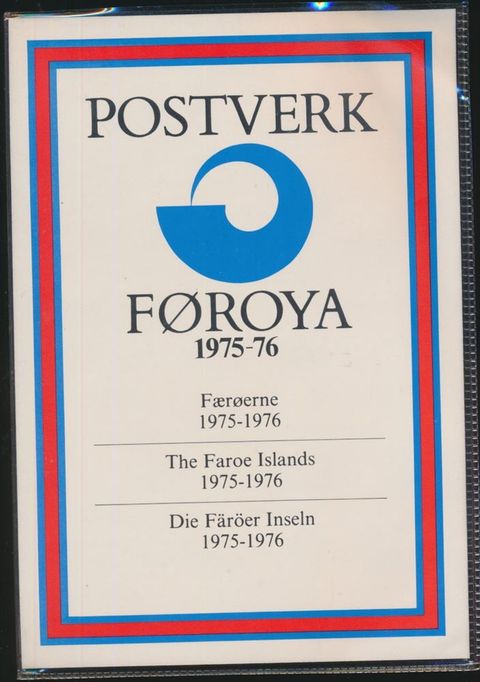 POSTVERK
FØROYA
1975-76
Færøerne
1975-1976
The Faroe Islands
1975-1976
Die Färöer Inseln
1975-1976